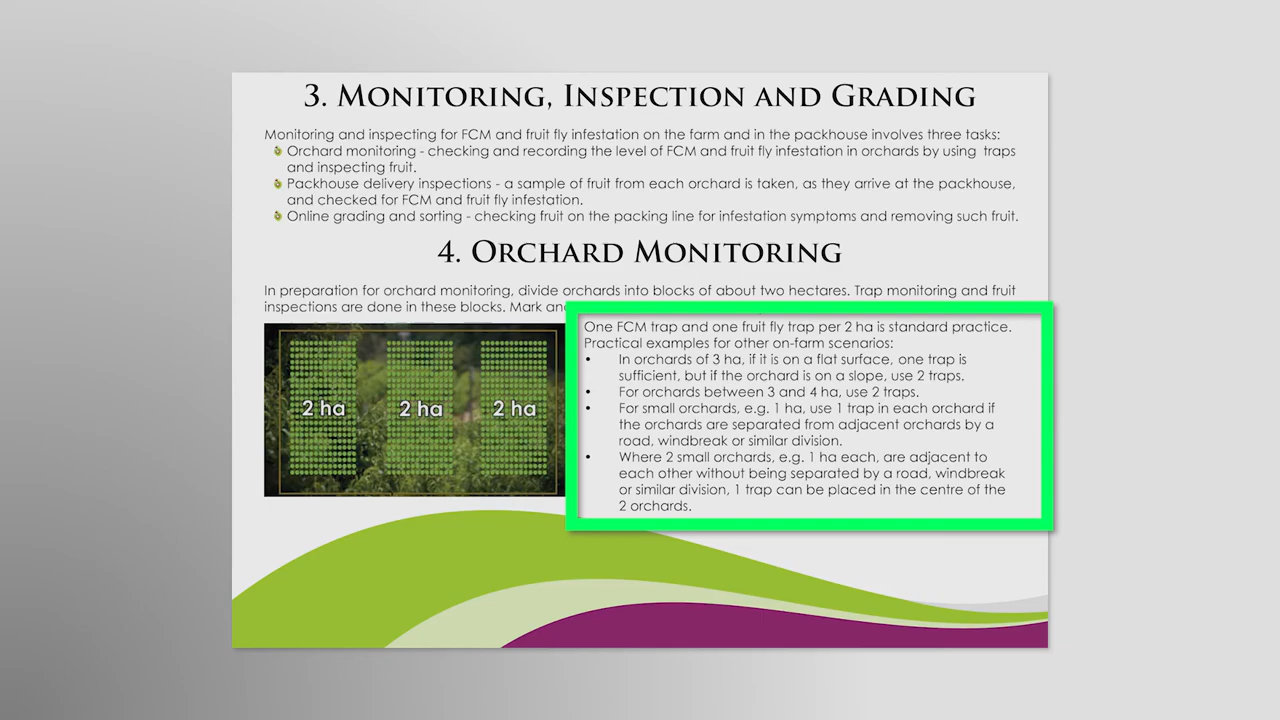 3. Monitoring, Inspection and Grading
Monitoring and inspecting for FCM and fruit fly infestation on the farm and in the packhouse involves three tasks:
Orchard monitoring - checking and recording the level of FCM and fruit fly infestation in orchards by using traps
and inspecting fruit.
Packhouse delivery inspections - a sample of fruit from each orchard is taken, as they arrive at the packhouse,
and checked for FCM and fruit fly infestation.
Online grading and sorting - checking fruit on the packing line for infestation symptoms and removing such fruit.
4. Orchard Monitoring
In preparation for orchard monitoring, divide orchards into blocks of about two hectares. Trap monitoring and fruit
inspections are done in these blocks. Mark
2 ha
2 ha
2 ha
One FCM trap and one fruit fly trap per 2 ha is standard practice.
Practical examples for other on-farm scenarios:
• In orchards of 3 ha, if it is on a flat surface, one trap is
sufficient, but if the orchard is on a slope, use 2 traps.
• For orchards between 3 and 4 ha, use 2 traps.
• For small orchards, e.g. 1 ha, use 1 trap in each orchard if
the orchards are separated from adjacent orchards by a
road, windbreak or similar division.
• Where 2 small orchards, e.g. 1 ha each, are adjacent to
each other without being separated by a road, windbreak
or similar division, 1 trap can be placed in the centre of the
2 orchards.